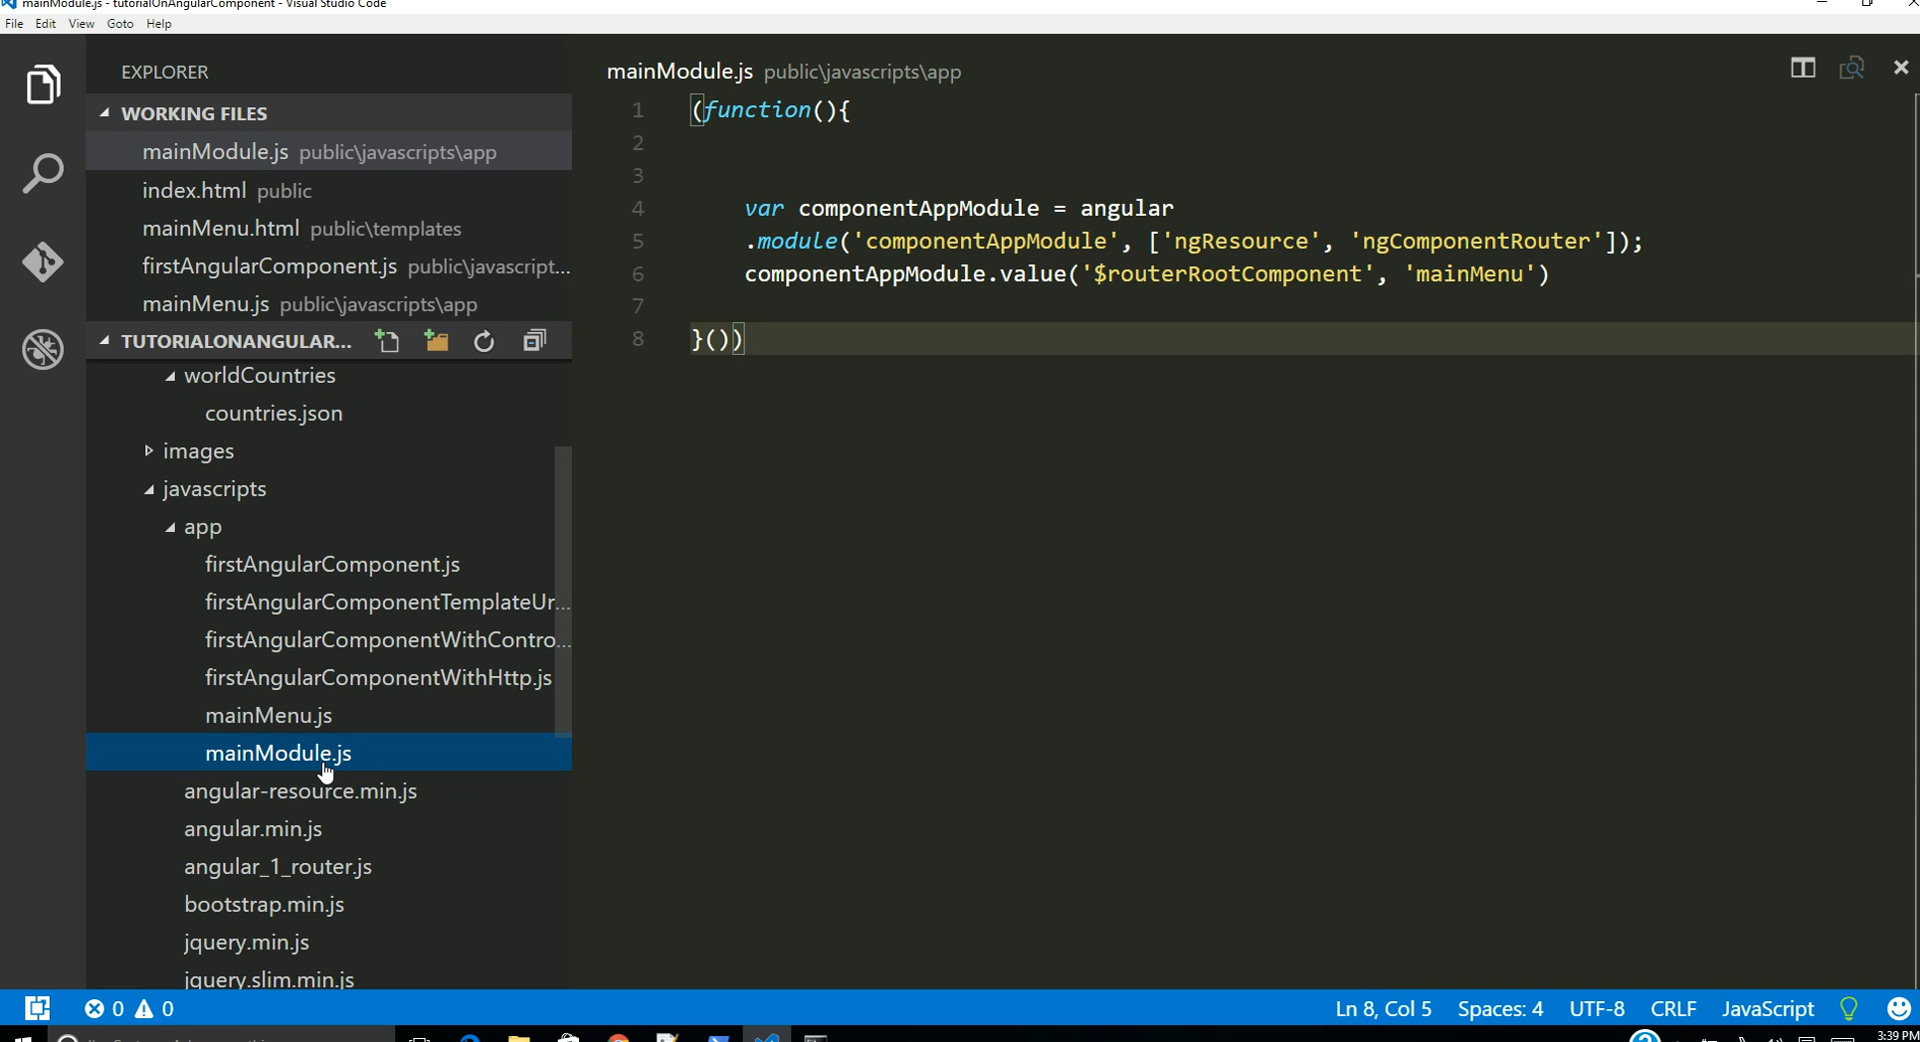 mainModule.js - tutorialOnAngularComponent - Visual Studio Code
File Edit View Goto Help
EXPLORER
WORKING FILES
mainModule.js public\javascripts\app
index.html public
mainMenu.html public\templates
firstAngularComponent.js public\javascript...
mainMenu.js public\javascripts\app
TUTORIALONANGULAR...
worldCountries
countries.json
images
javascripts
app
firstAngularComponent.js
firstAngularComponentTemplateUr...
firstAngularComponentWithContro...
firstAngularComponentWithHttp.js
mainMenu.js
mainModule.js
angular-resource.min.js
angular.min.js
angular_1_router.js
bootstrap.min.js
jquery.min.js
jquery.slim.min.js
mainModule.js public\javascripts\app
1 (function(){
2
3
4 var componentAppModule = angular
5 .module('componentAppModule', ['ngResource', 'ngComponentRouter']);
6 componentAppModule.value('$routerRootComponent', 'mainMenu')
7
8 }())
0 0 Ln 8, Col 5 Spaces: 4 UTF-8 CRLF JavaScript
3:39 PM